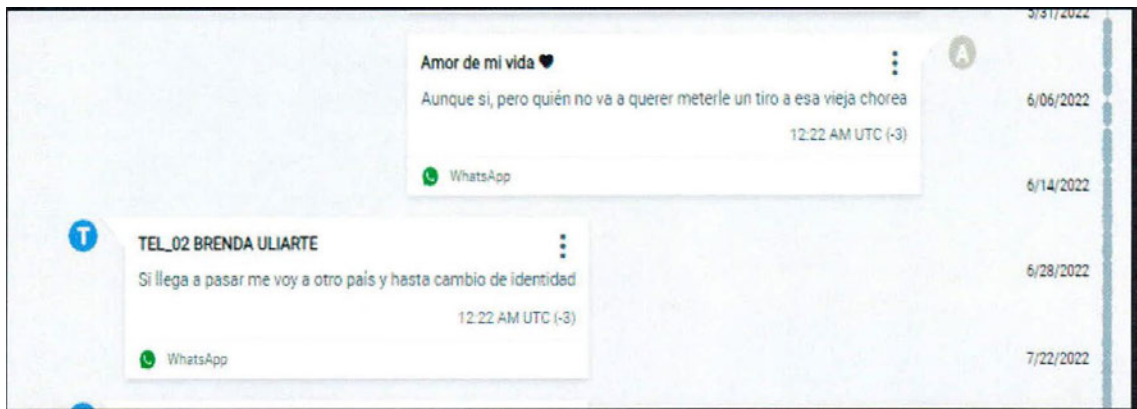 5/31/2022
Amor de mi vida 🖤
A
Aunque si, pero quién no va a querer meterle un tiro a esa vieja chorea
6/06/2022
12:22 AM UTC (-3)
WhatsApp
6/14/2022
T
TEL_02 BRENDA ULIARTE
Si llega a pasar me voy a otro país y hasta cambio de identidad
6/28/2022
12:22 AM UTC (-3)
WhatsApp
7/22/2022